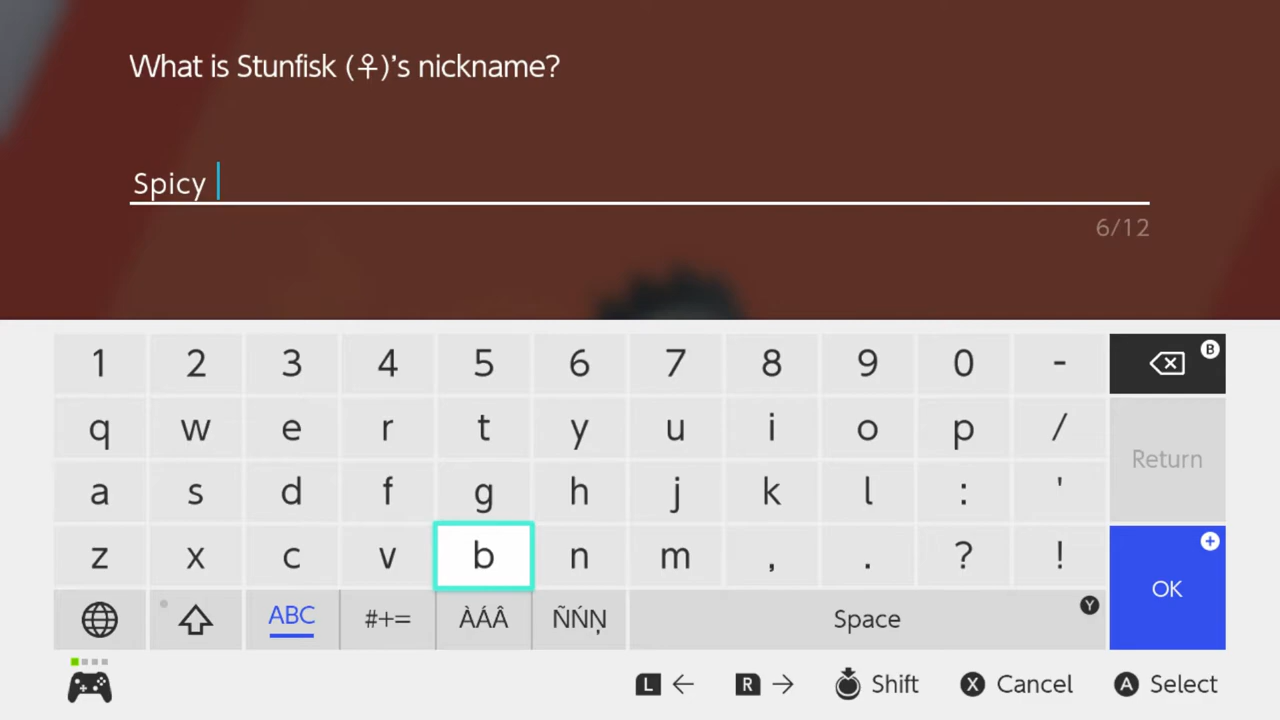 What is Stunfisk (♀)'s nickname?
Spicy
6/12
1 2 3 4 5 6 7 8 9 0 - B
q w e r t y u i o p / Return
a s d f g h j k l : '
z x c v b n m , . ? ! + OK
ABC #+= ÀÁÂ ÑŃŅ Space Y
L ← R → Shift X Cancel A Select